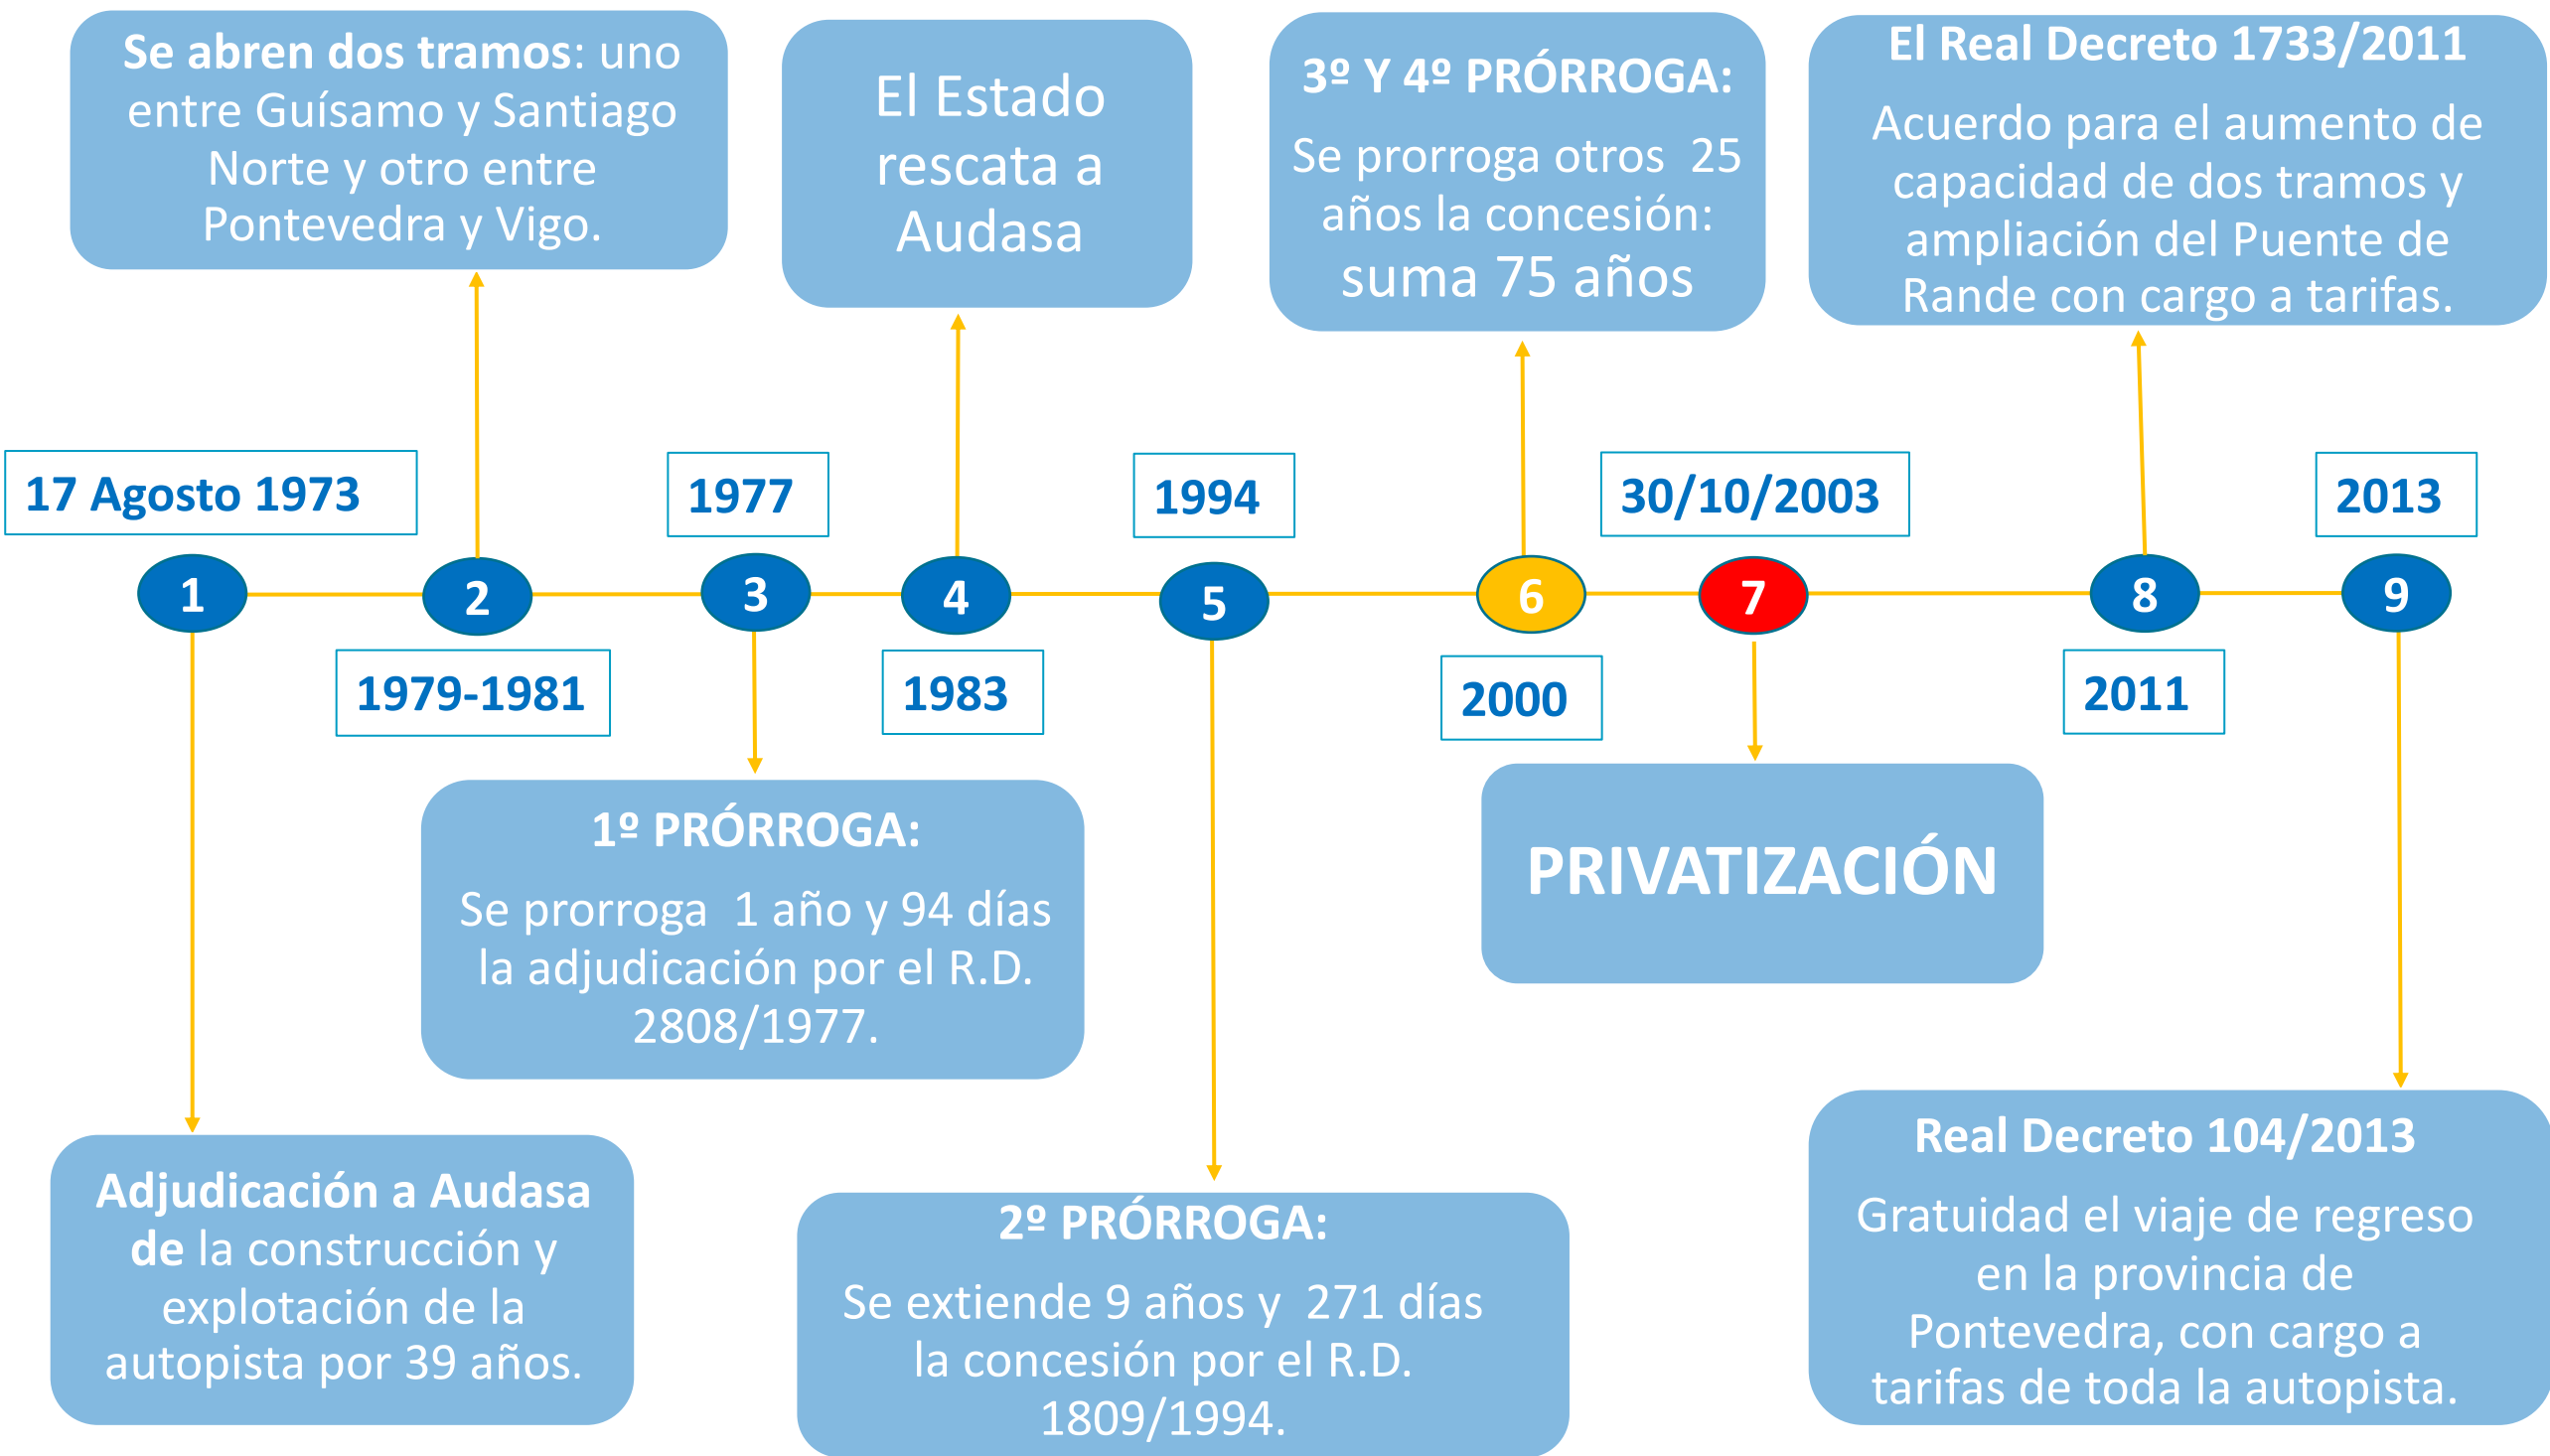 Se abren dos tramos: uno
entre Guísamo y Santiago
Norte y otro entre
Pontevedra y Vigo.
El Estado
rescata a
Audasa
3º Y 4º PRÓRROGA:
Se prorroga otros 25
años la concesión:
suma 75 años
El Real Decreto 1733/2011
Acuerdo para el aumento de
capacidad de dos tramos y
ampliación del Puente de
Rande con cargo a tarifas.
17 Agosto 1973
1977
1994
30/10/2003
2013
1
2
3
4
5
6
7
8
9
1979-1981
1983
2000
2011
1º PRÓRROGA:
Se prorroga 1 año y 94 días
la adjudicación por el R.D.
2808/1977.
PRIVATIZACIÓN
Adjudicación a Audasa
de la construcción y
explotación de la
autopista por 39 años.
2º PRÓRROGA:
Se extiende 9 años y 271 días
la concesión por el R.D.
1809/1994.
Real Decreto 104/2013
Gratuidad el viaje de regreso
en la provincia de
Pontevedra, con cargo a
tarifas de toda la autopista.